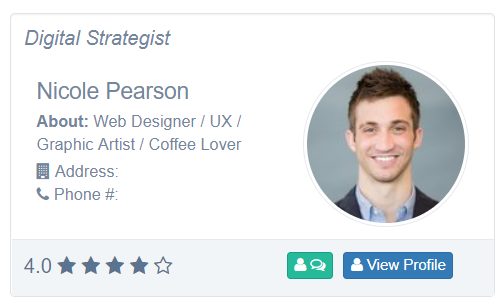 Digital Strategist
Nicole Pearson
About: Web Designer / UX /
Graphic Artist / Coffee Lover
Address:
Phone #:
4.0
View Profile